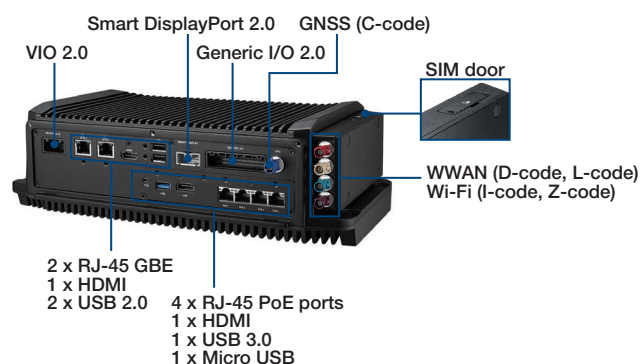 Smart DisplayPort 2.0
GNSS (C-code)
VIO 2.0
Generic I/O 2.0
SIM door
WWAN (D-code, L-code)
Wi-Fi (I-code, Z-code)
2 x RJ-45 GBE
1 x HDMI
2 x USB 2.0
4 x RJ-45 PoE ports
1 x HDMI
1 x USB 3.0
1 x Micro USB